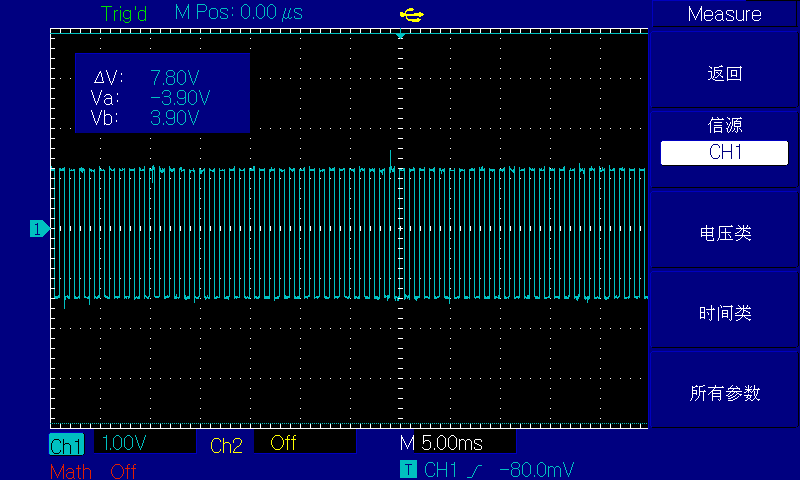 Trig'd M Pos: 0.00 μs Measure
ΔV: 7.80V
Va: -3.90V
Vb: 3.90V
返回
信源
CH1
1
电压类
时间类
所有参数
Ch1 1.00V Ch2 Off M 5.00ms
Math Off T CH1 -80.0mV